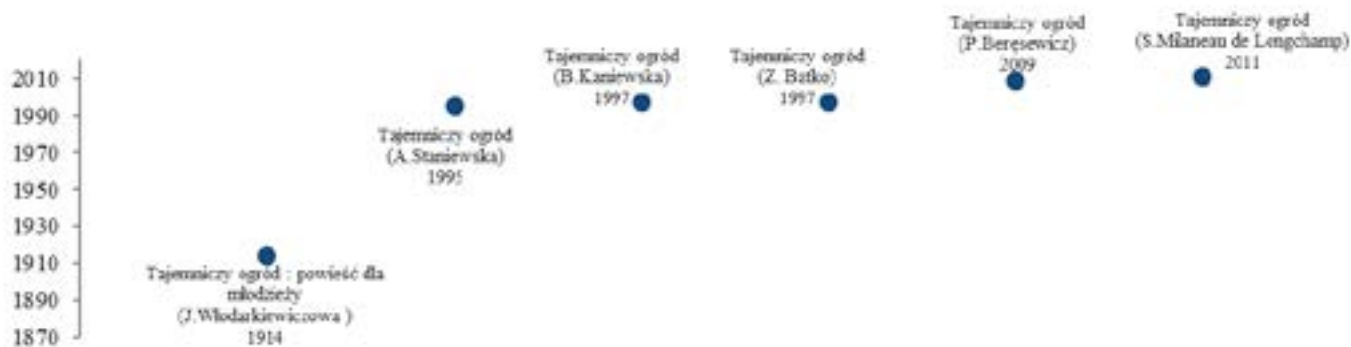 2010
1990
1970
1950
1930
1910
1890
1870
Tajemniczy ogród : powieść dla
młodzieży
(J.Włodarkiewiczowa )
1914
Tajemniczy ogród
(A.Staniewska)
1995
Tajemniczy ogród
(B.Kaniewska)
1997
Tajemniczy ogród
(Z. Batko)
1997
Tajemniczy ogród
(P.Beręsewicz)
2009
Tajemniczy ogród
(S.Milaneau de Longchamp)
2011